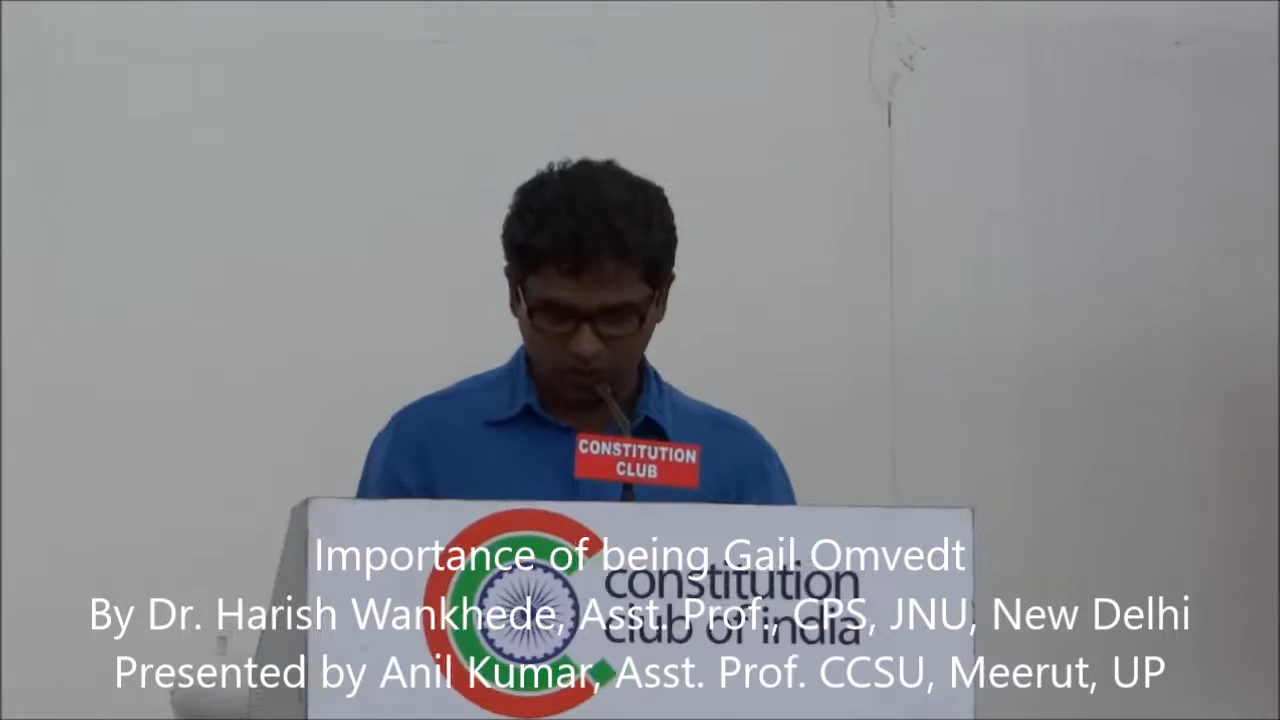 CONSTITUTION
CLUB
Importance of being Gail Omvedt
constitution
By Dr. Harish Wankhede, Asst. Prof., CPS, JNU, New Delhi
club of india
Presented by Anil Kumar, Asst. Prof. CCSU, Meerut, UP